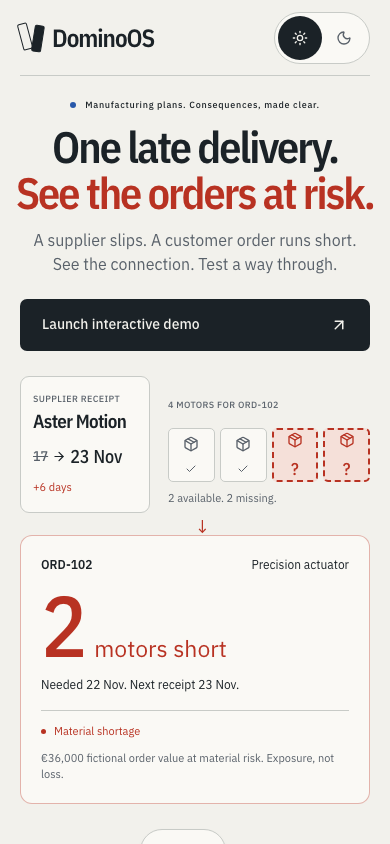 DominoOS
Manufacturing plans. Consequences, made clear.
One late delivery.
See the orders at risk.
A supplier slips. A customer order runs short.
See the connection. Test a way through.
Launch interactive demo
SUPPLIER RECEIPT
Aster Motion
17 → 23 Nov
+6 days
4 MOTORS FOR ORD-102
? ?
2 available. 2 missing.
↓
ORD-102 Precision actuator
2 motors short
Needed 22 Nov. Next receipt 23 Nov.
Material shortage
€36,000 fictional order value at material risk. Exposure, not
loss.